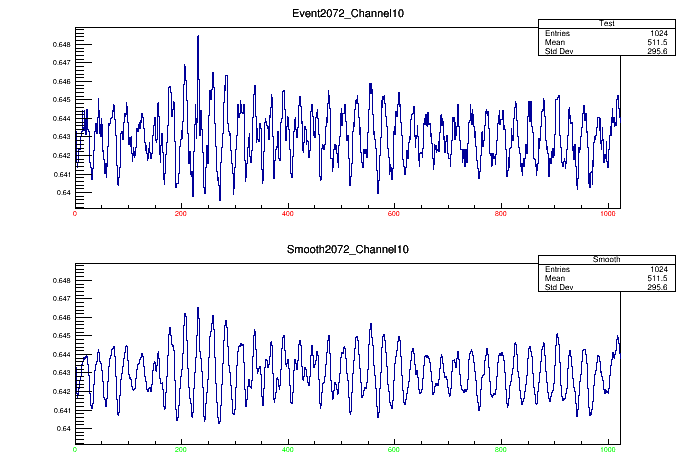 Event2072_Channel10
Test
Entries 1024
Mean 511.5
Std Dev 295.6
0.648
0.647
0.646
0.645
0.644
0.643
0.642
0.641
0.64
0 200 400 600 800 1000
Smooth2072_Channel10
Smooth
Entries 1024
Mean 511.5
Std Dev 295.6
0.648
0.647
0.646
0.645
0.644
0.643
0.642
0.641
0.64
0 200 400 600 800 1000